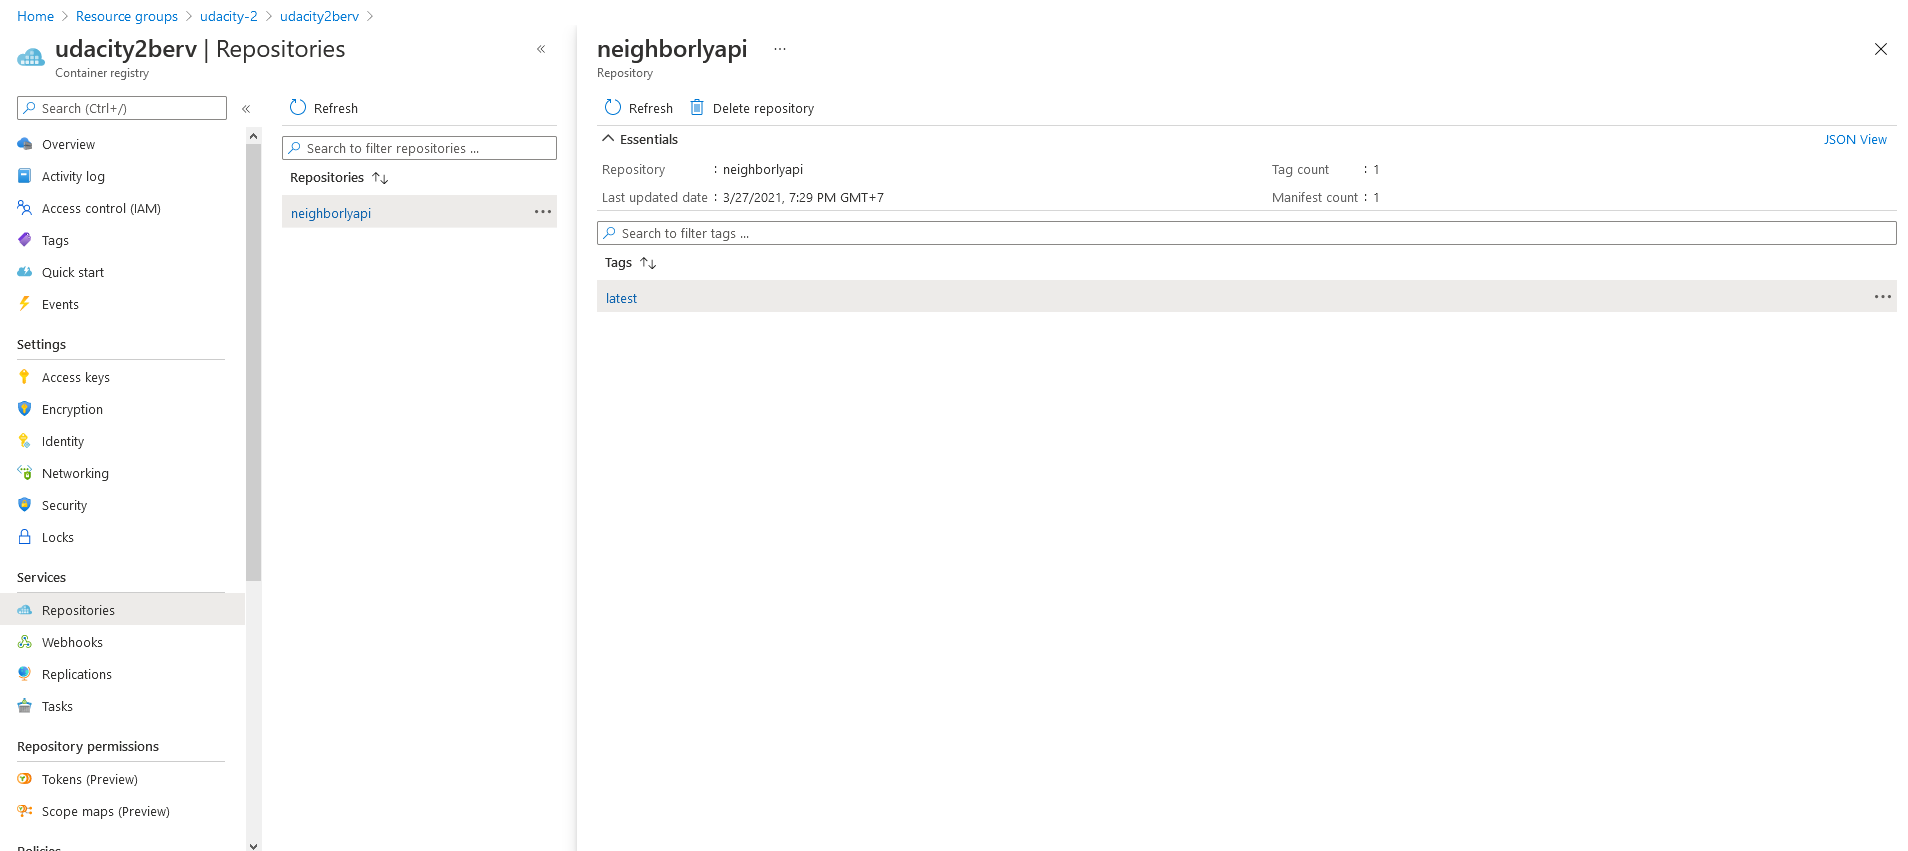 Home > Resource groups > udacity-2 > udacity2berv >
udacity2berv | Repositories
Container registry
Search (Ctrl+/)
Overview
Activity log
Access control (IAM)
Tags
Quick start
Events
Settings
Access keys
Encryption
Identity
Networking
Security
Locks
Services
Repositories
Webhooks
Replications
Tasks
Repository permissions
Tokens (Preview)
Scope maps (Preview)
Policies
Refresh
Search to filter repositories ...
Repositories
neighborlyapi
neighborlyapi
Repository
Refresh Delete repository
Essentials JSON View
Repository : neighborlyapi Tag count : 1
Last updated date : 3/27/2021, 7:29 PM GMT+7 Manifest count : 1
Search to filter tags ...
Tags
latest